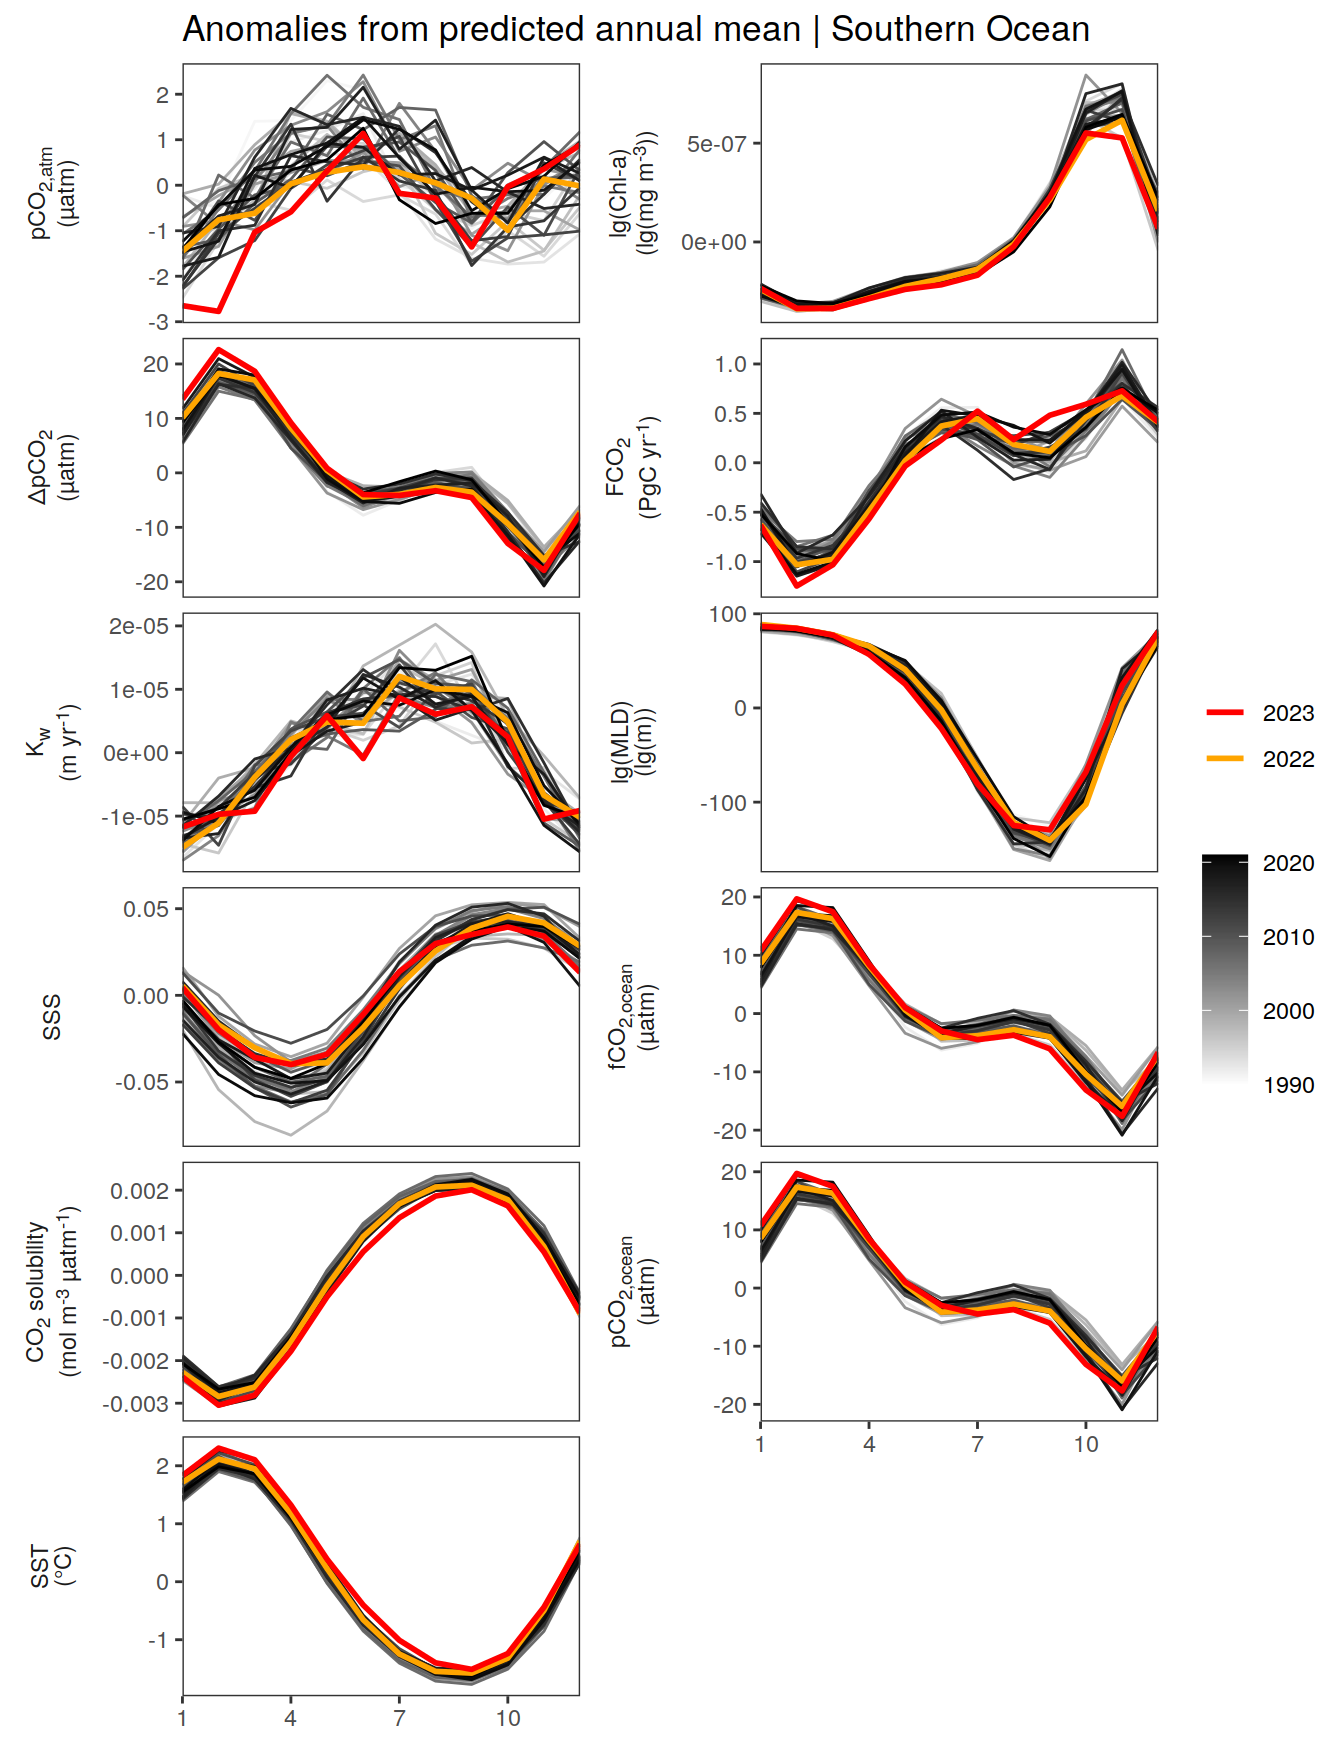 Anomalies from predicted annual mean | Southern Ocean
pCO2,atm
(µatm)
2
1
0
-1
-2
-3
lg(Chl-a)
(lg(mg m-3))
5e-07
0e+00
ΔpCO2
(µatm)
20
10
0
-10
-20
FCO2
(PgC yr-1)
1.0
0.5
0.0
-0.5
-1.0
Kw
(m yr-1)
2e-05
1e-05
0e+00
-1e-05
lg(MLD)
(lg(m))
100
0
-100
SSS
0.05
0.00
-0.05
fCO2,ocean
(µatm)
20
10
0
-10
-20
CO2 solubility
(mol m-3 µatm-1)
0.002
0.001
0.000
-0.001
-0.002
-0.003
pCO2,ocean
(µatm)
20
10
0
-10
-20
1
4
7
10
SST
(°C)
2
1
0
-1
1
4
7
10
2023
2022
2020
2010
2000
1990